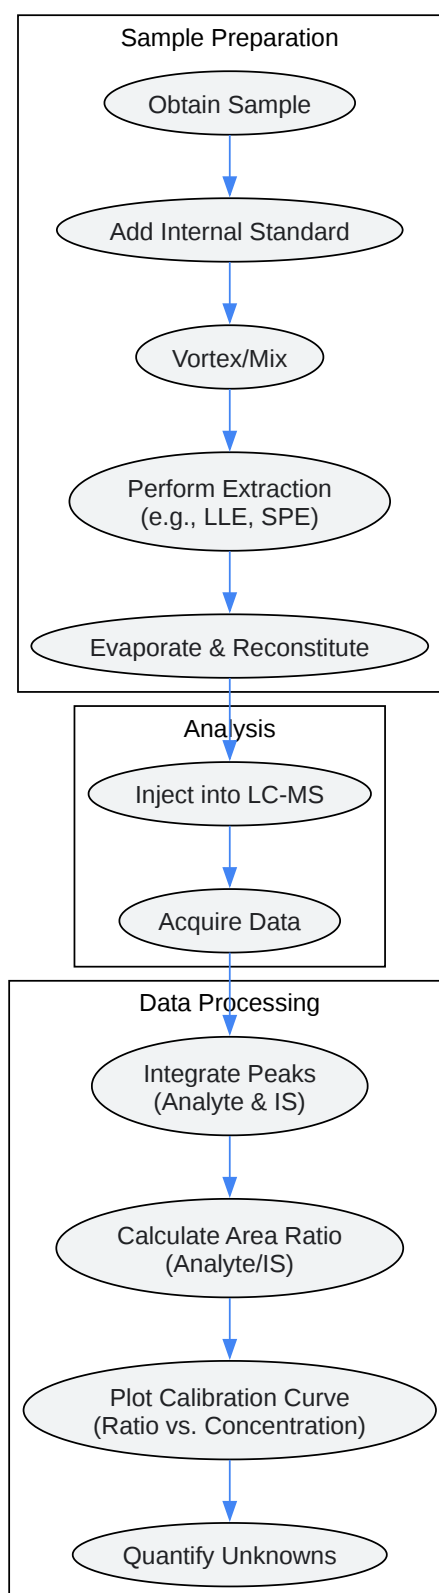 Sample Preparation
Obtain Sample
Add Internal Standard
Vortex/Mix
Perform Extraction
(e.g., LLE, SPE)
Evaporate & Reconstitute
Analysis
Inject into LC-MS
Acquire Data
Data Processing
Integrate Peaks
(Analyte & IS)
Calculate Area Ratio
(Analyte/IS)
Plot Calibration Curve
(Ratio vs. Concentration)
Quantify Unknowns